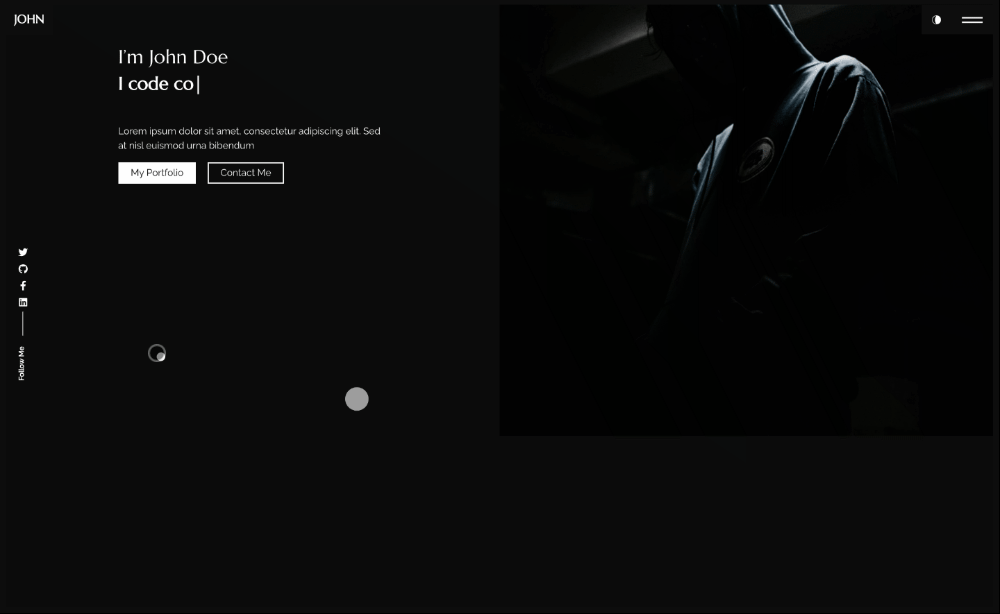 JOHN
I'm John Doe
I code co|
Lorem ipsum dolor sit amet, consectetur adipiscing elit. Sed
at nisl euismod urna bibendum
My Portfolio
Contact Me
Follow Me